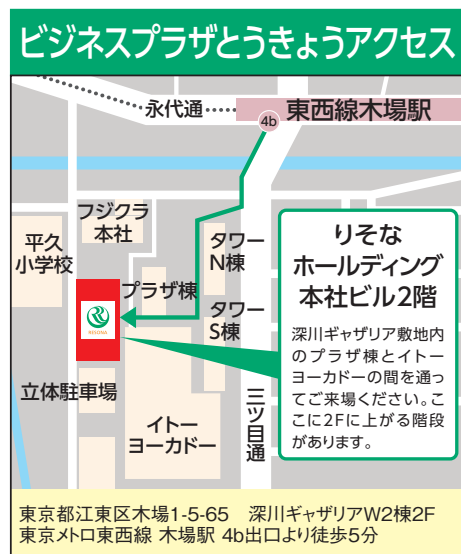 ビジネスプラザとうきょうアクセス
永代通
東西線木場駅
4b
フジクラ
本社
平久
小学校
プラザ棟
タワー
N棟
タワー
S棟
RESONA
立体駐車場
イトー
ヨーカドー
三ツ目通
りそな
ホールディング
本社ビル2階
深川ギャザリア敷地内
のプラザ棟とイトー
ヨーカドーの間を通っ
てご来場ください。こ
こに2Fに上がる階段
があります。
東京都江東区木場1-5-65 深川ギャザリアW2棟2F
東京メトロ東西線 木場駅 4b出口より徒歩5分